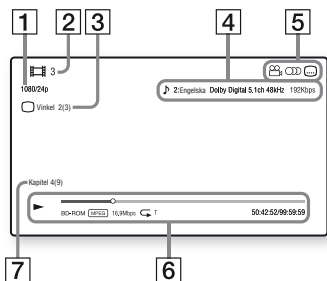 1 2 3 4 5
3
1080/24p
2:Engelska Dolby Digital 5.1ch 48kHz 192Kbps
Vinkel 2(3)
Kapitel 4(9)
BD-ROM MPEG 16,9Mbps T 50:42:52/99:59:59
7 6